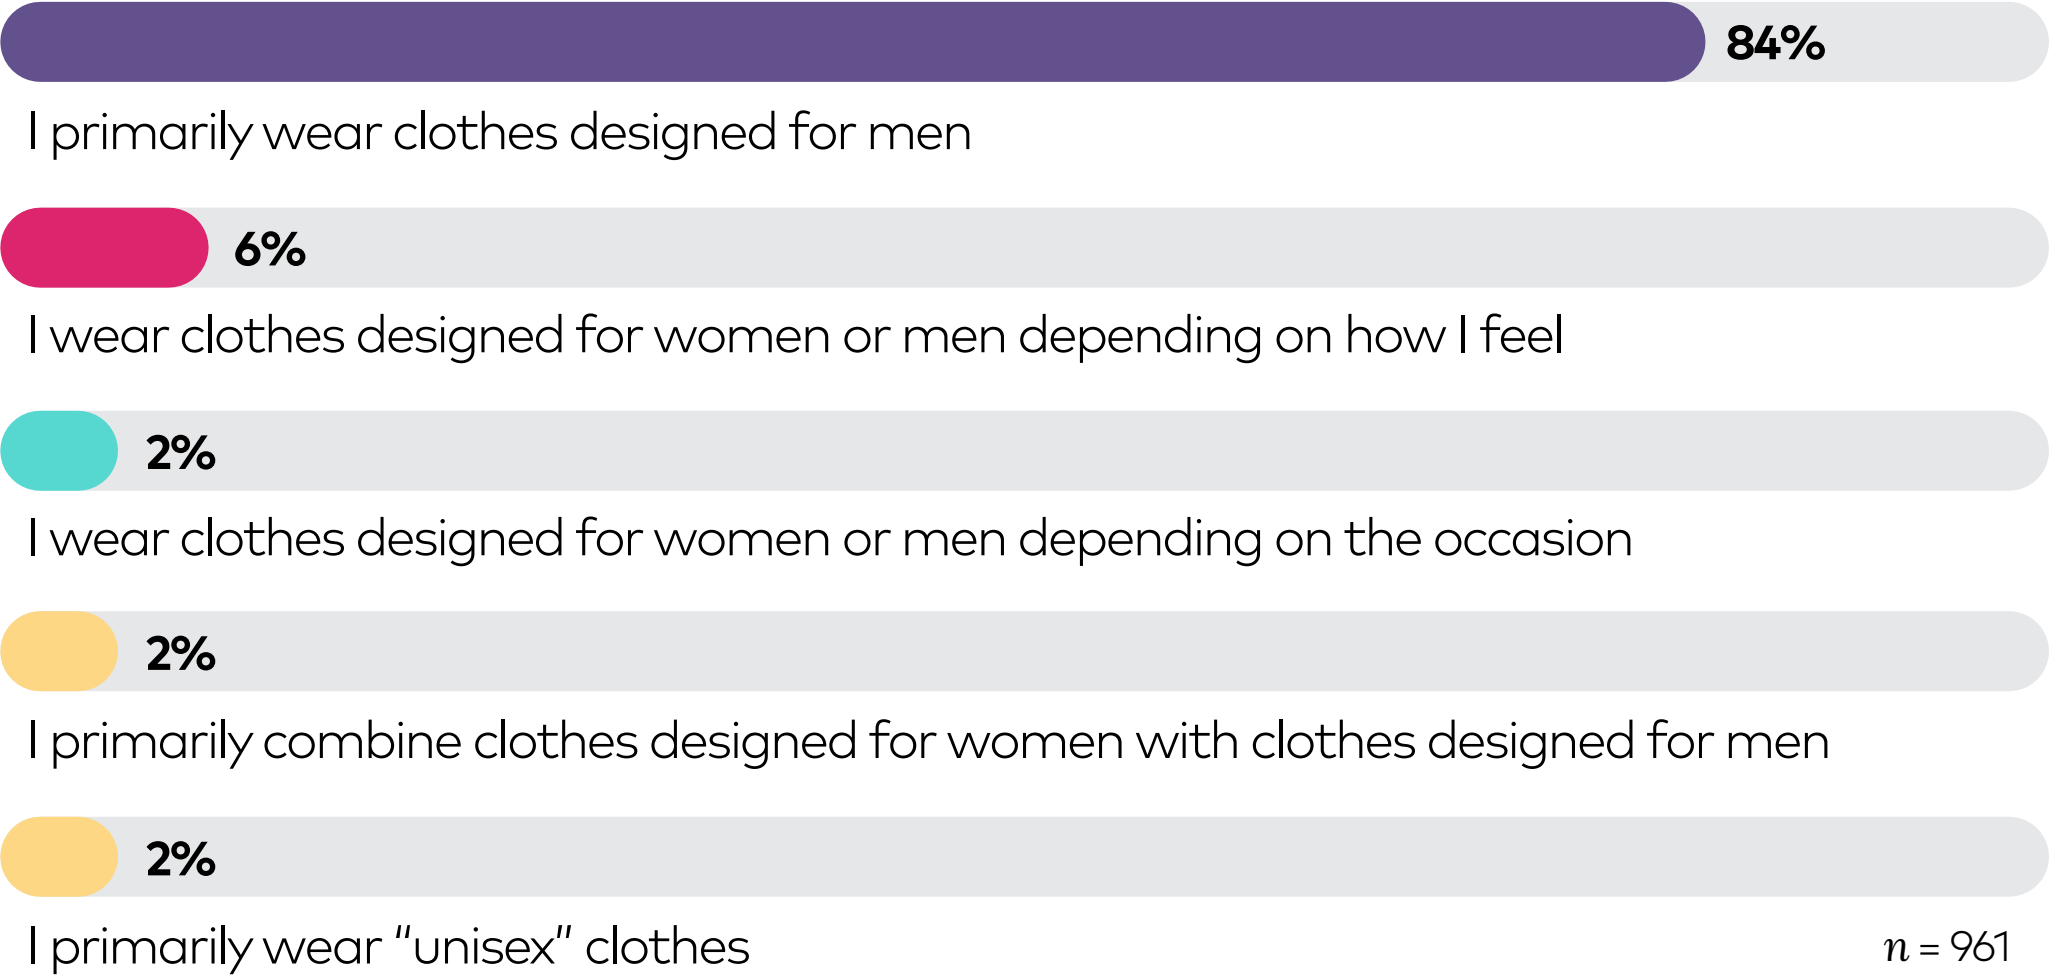 84%
I primarily wear clothes designed for men
6%
I wear clothes designed for women or men depending on how I feel
2%
I wear clothes designed for women or men depending on the occasion
2%
I primarily combine clothes designed for women with clothes designed for men
2%
I primarily wear “unisex” clothes
n = 961